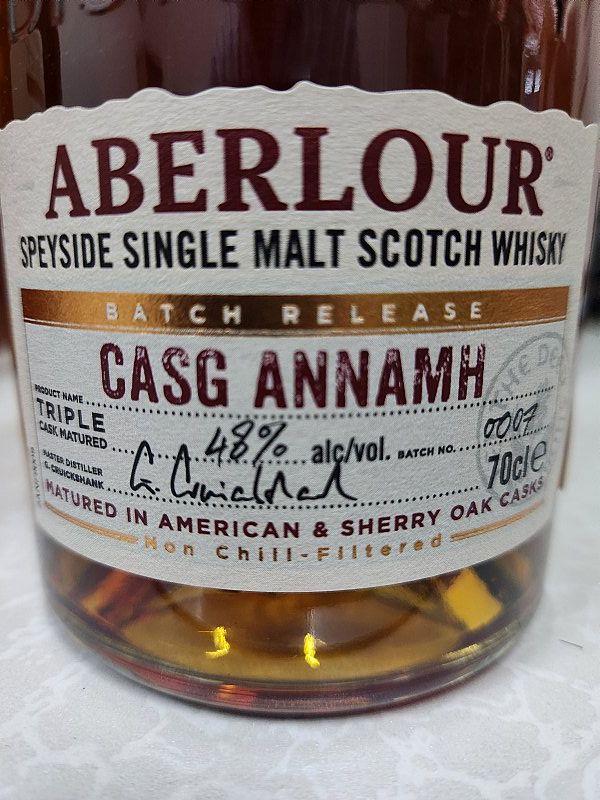 ABERLOUR®
SPEYSIDE SINGLE MALT SCOTCH WHISKY
BATCH RELEASE
CASG ANNAMH
PRODUCT NAME
TRIPLE
CASK MATURED
48% alc/vol.
BATCH NO. 0007
MASTER DISTILLER
G. CRUICKSHANK
G. Cruickshank
70cl e
MATURED IN AMERICAN & SHERRY OAK CASKS
Non Chill-Filtered